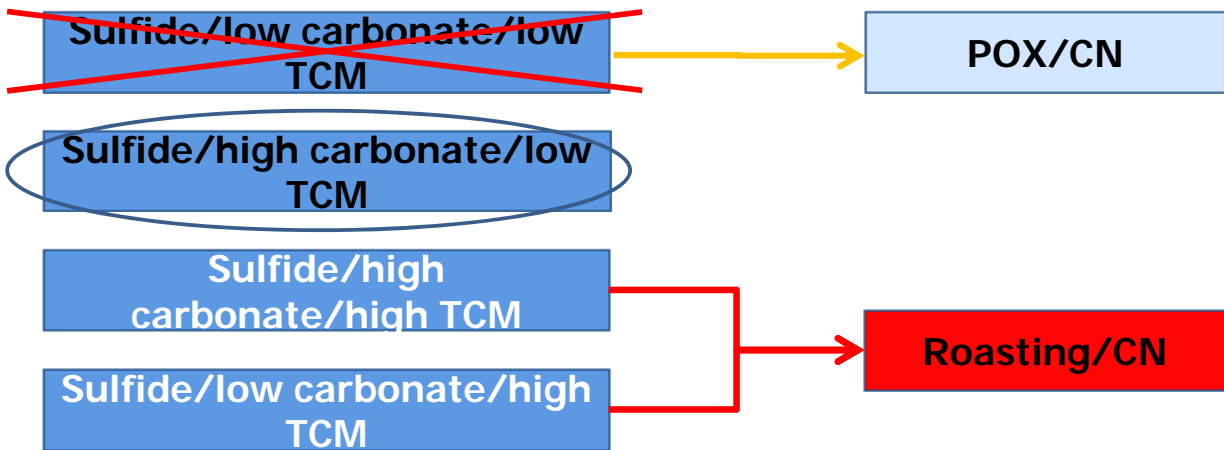 Sulfide/low carbonate/low
TCM
POX/CN
Sulfide/high carbonate/low
TCM
Sulfide/high
carbonate/high TCM
Roasting/CN
Sulfide/low carbonate/high
TCM